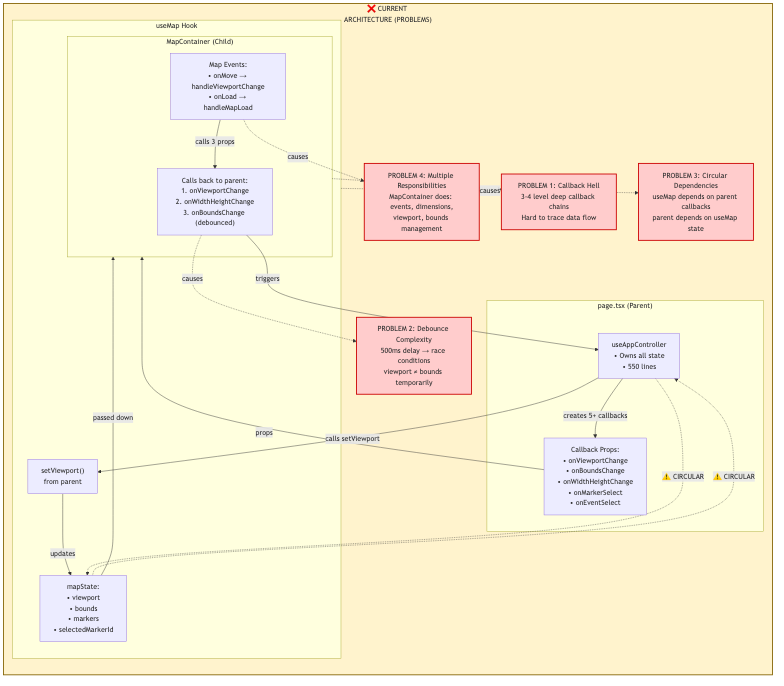 ❌ CURRENT
ARCHITECTURE (PROBLEMS)
useMap Hook
MapContainer (Child)
Map Events:
• onMove →
handleViewportChange
• onLoad →
handleMapLoad
calls 3 props
causes
Calls back to parent:
1. onViewportChange
2. onWidthHeightChange
3. onBoundsChange
(debounced)
PROBLEM 4: Multiple
Responsibilities
MapContainer does:
events, dimensions,
viewport, bounds
management
causes
PROBLEM 1: Callback Hell
3-4 level deep callback
chains
Hard to trace data flow
PROBLEM 3: Circular
Dependencies
useMap depends on parent
callbacks
parent depends on useMap
state
causes
triggers
PROBLEM 2: Debounce
Complexity
500ms delay → race
conditions
viewport ≠ bounds
temporarily
page.tsx (Parent)
useAppController
• Owns all state
• 550 lines
passed down
creates 5+ callbacks
props
calls setViewport
Callback Props:
• onViewportChange
• onBoundsChange
• onWidthHeightChange
• onMarkerSelect
• onEventSelect
⚠️ CIRCULAR
⚠️ CIRCULAR
setViewport()
from parent
updates
mapState:
• viewport
• bounds
• markers
• selectedMarkerId